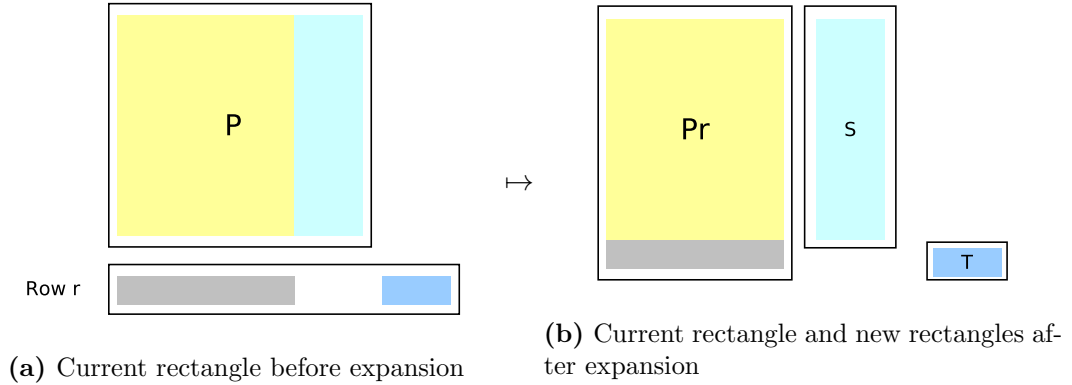 P
Row r
(a) Current rectangle before expansion
↦
Pr
S
T
(b) Current rectangle and new rectangles af-
ter expansion